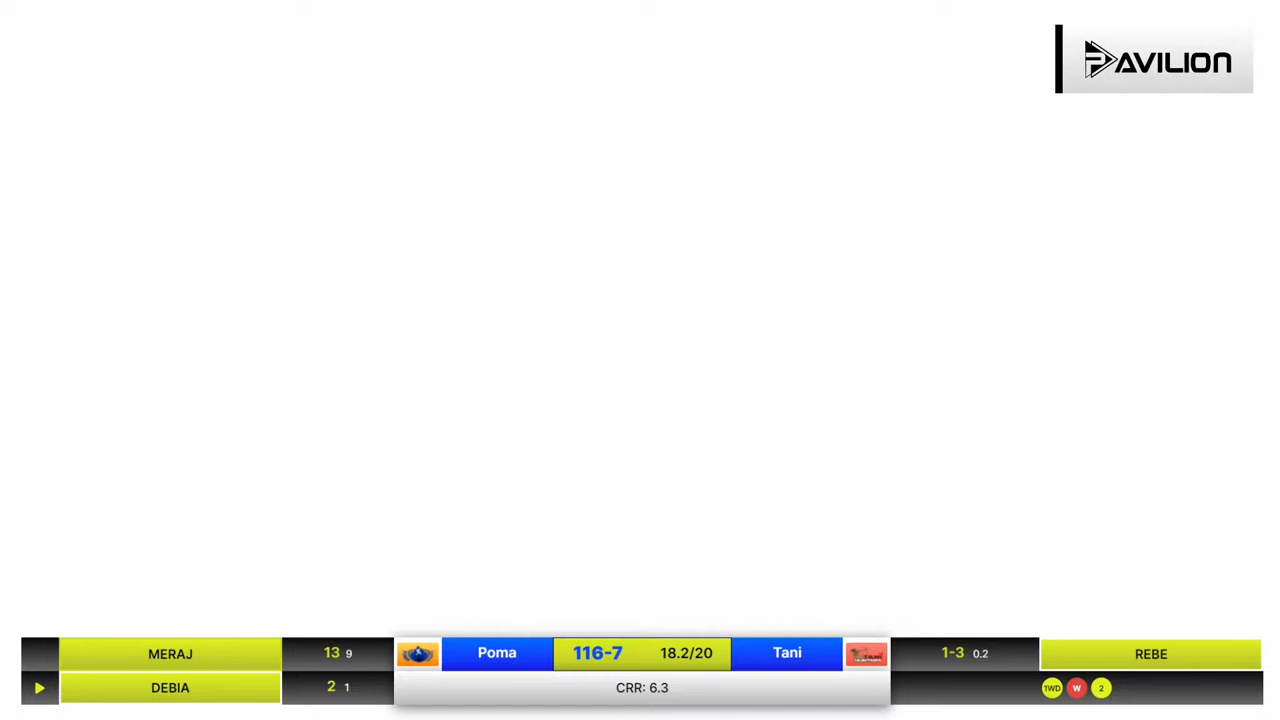 PAVILION
MERAJ 13 9 Poma 116-7 18.2/20 Tani 1-3 0.2 REBE
DEBIA 2 1 CRR: 6.3 1WD W 2